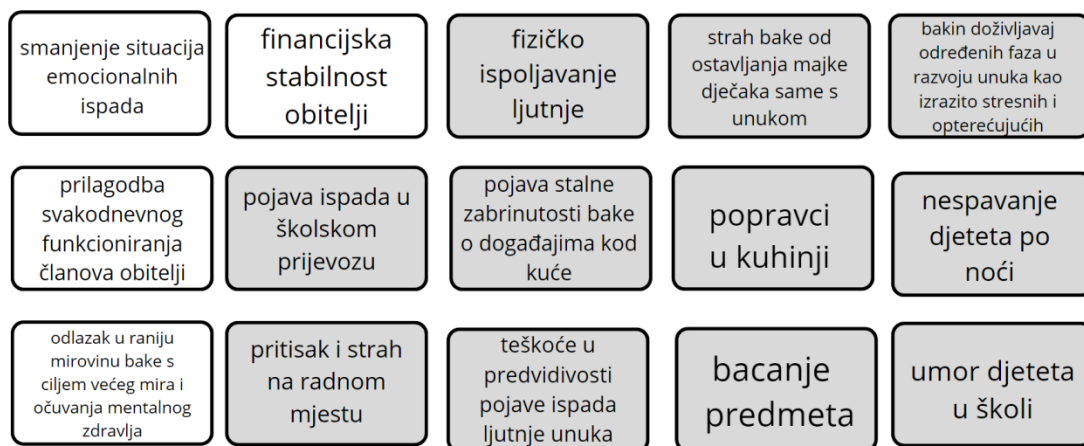 smanjenje situacija
emocionalnih
ispada
financijska
stabilnost
obitelji
fizičko
ispoljavanje
ljutnje
strah bake od
ostavljanja majke
dječaka same s
unukom
bakin doživljavaj
određenih faza u
razvoju unuka kao
izrazito stresnih i
opterećujućih
prilagodba
svakodnevnog
funkcioniranja
članova obitelji
pojava ispada u
školskom
prijevozu
pojava stalne
zabrinutosti bake
o događajima kod
kuće
popravci
u kuhinji
nespavanje
djeteta po
noći
odlazak u raniju
mirovinu bake s
ciljem većeg mira i
očuvanja mentalnog
zdravlja
pritisak i strah
na radnom
mjestu
teškoće u
predvidivosti
pojave ispada
ljutnje unuka
bacanje
predmeta
umor djeteta
u školi